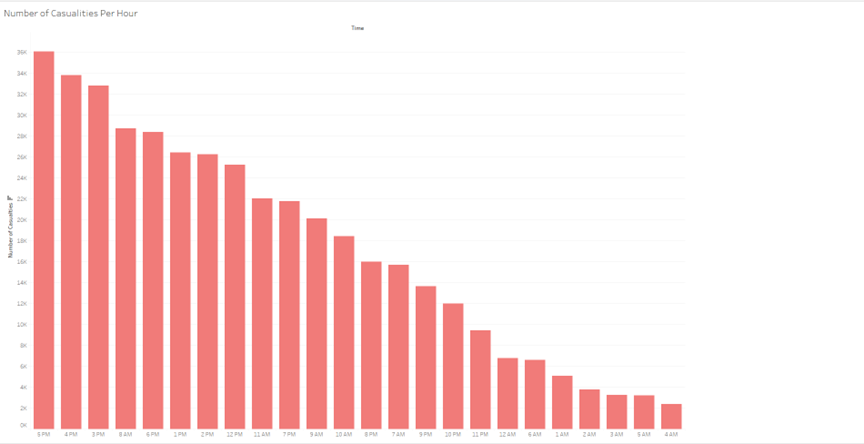 Number of Casualities Per Hour
Time
36K
34K
32K
30K
28K
26K
24K
22K
20K
18K
16K
14K
12K
10K
8K
6K
4K
2K
0K
Number of Casualities
5 PM 4 PM 3 PM 8 AM 6 PM 1 PM 2 PM 12 PM 11 AM 7 PM 9 AM 10 AM 8 PM 7 AM 9 PM 10 PM 11 PM 12 AM 6 AM 1 AM 2 AM 3 AM 5 AM 4 AM